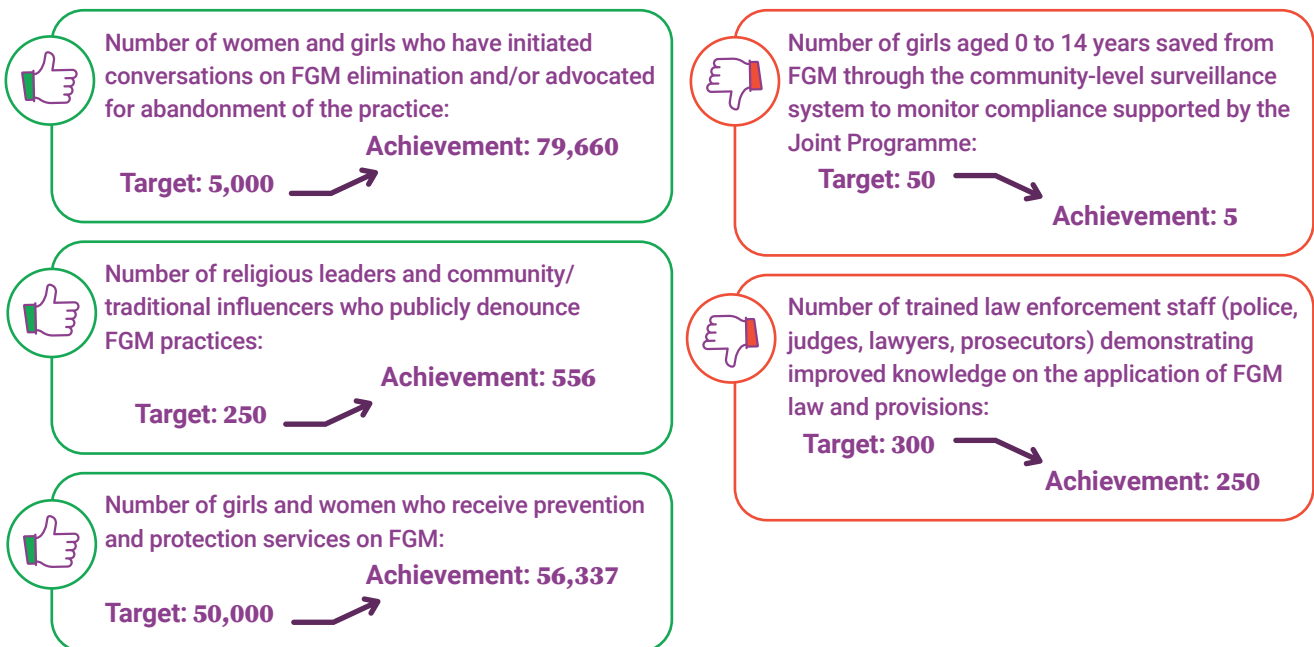 Number of women and girls who have initiated
conversations on FGM elimination and/or advocated
for abandonment of the practice:
Achievement: 79,660
Target: 5,000
Number of religious leaders and community/
traditional influencers who publicly denounce
FGM practices:
Achievement: 556
Target: 250
Number of girls and women who receive prevention
and protection services on FGM:
Achievement: 56,337
Target: 50,000
Number of girls aged 0 to 14 years saved from
FGM through the community-level surveillance
system to monitor compliance supported by the
Joint Programme:
Target: 50
Achievement: 5
Number of trained law enforcement staff (police,
judges, lawyers, prosecutors) demonstrating
improved knowledge on the application of FGM
law and provisions:
Target: 300
Achievement: 250